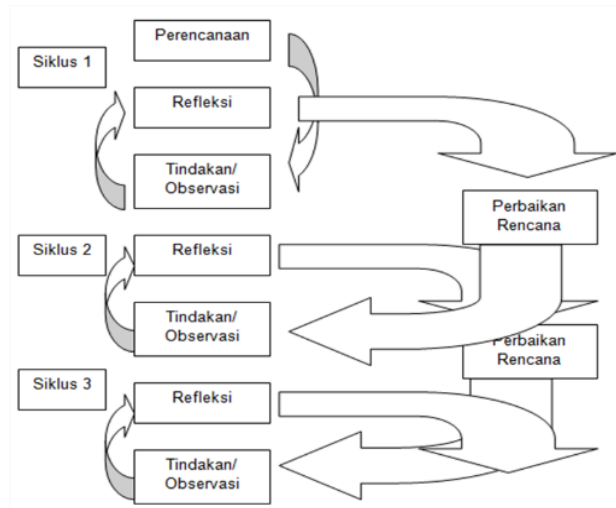 Perencanaan
Siklus 1
Refleksi
Tindakan/
Observasi
Perbaikan
Rencana
Siklus 2
Refleksi
Tindakan/
Observasi
Perbaikan
Rencana
Siklus 3
Refleksi
Tindakan/
Observasi